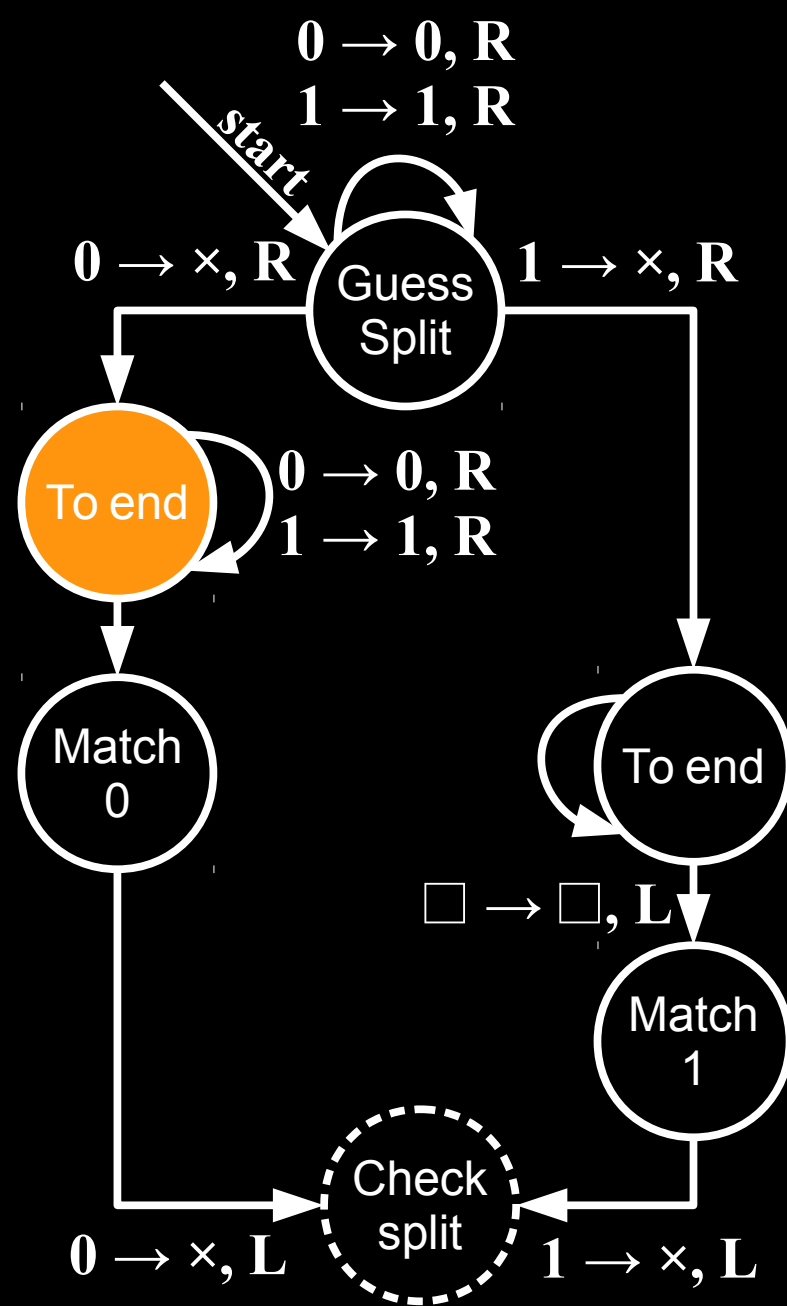 0 → 0, R
1 → 1, R
start
0 → ×, R
1 → ×, R
Guess
Split
To end
0 → 0, R
1 → 1, R
Match
0
To end
□ → □, L
Match
1
Check
split
0 → ×, L
1 → ×, L